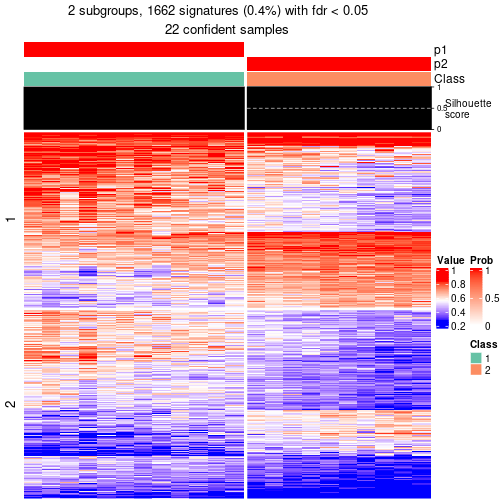 2 subgroups, 1662 signatures (0.4%) with fdr < 0.05
22 confident samples
p1
p2
Class
1
0.5
0
Silhouette
score
1
2
Value
1
0.8
0.6
0.4
0.2
Prob
1
0.5
0
Class
1
2